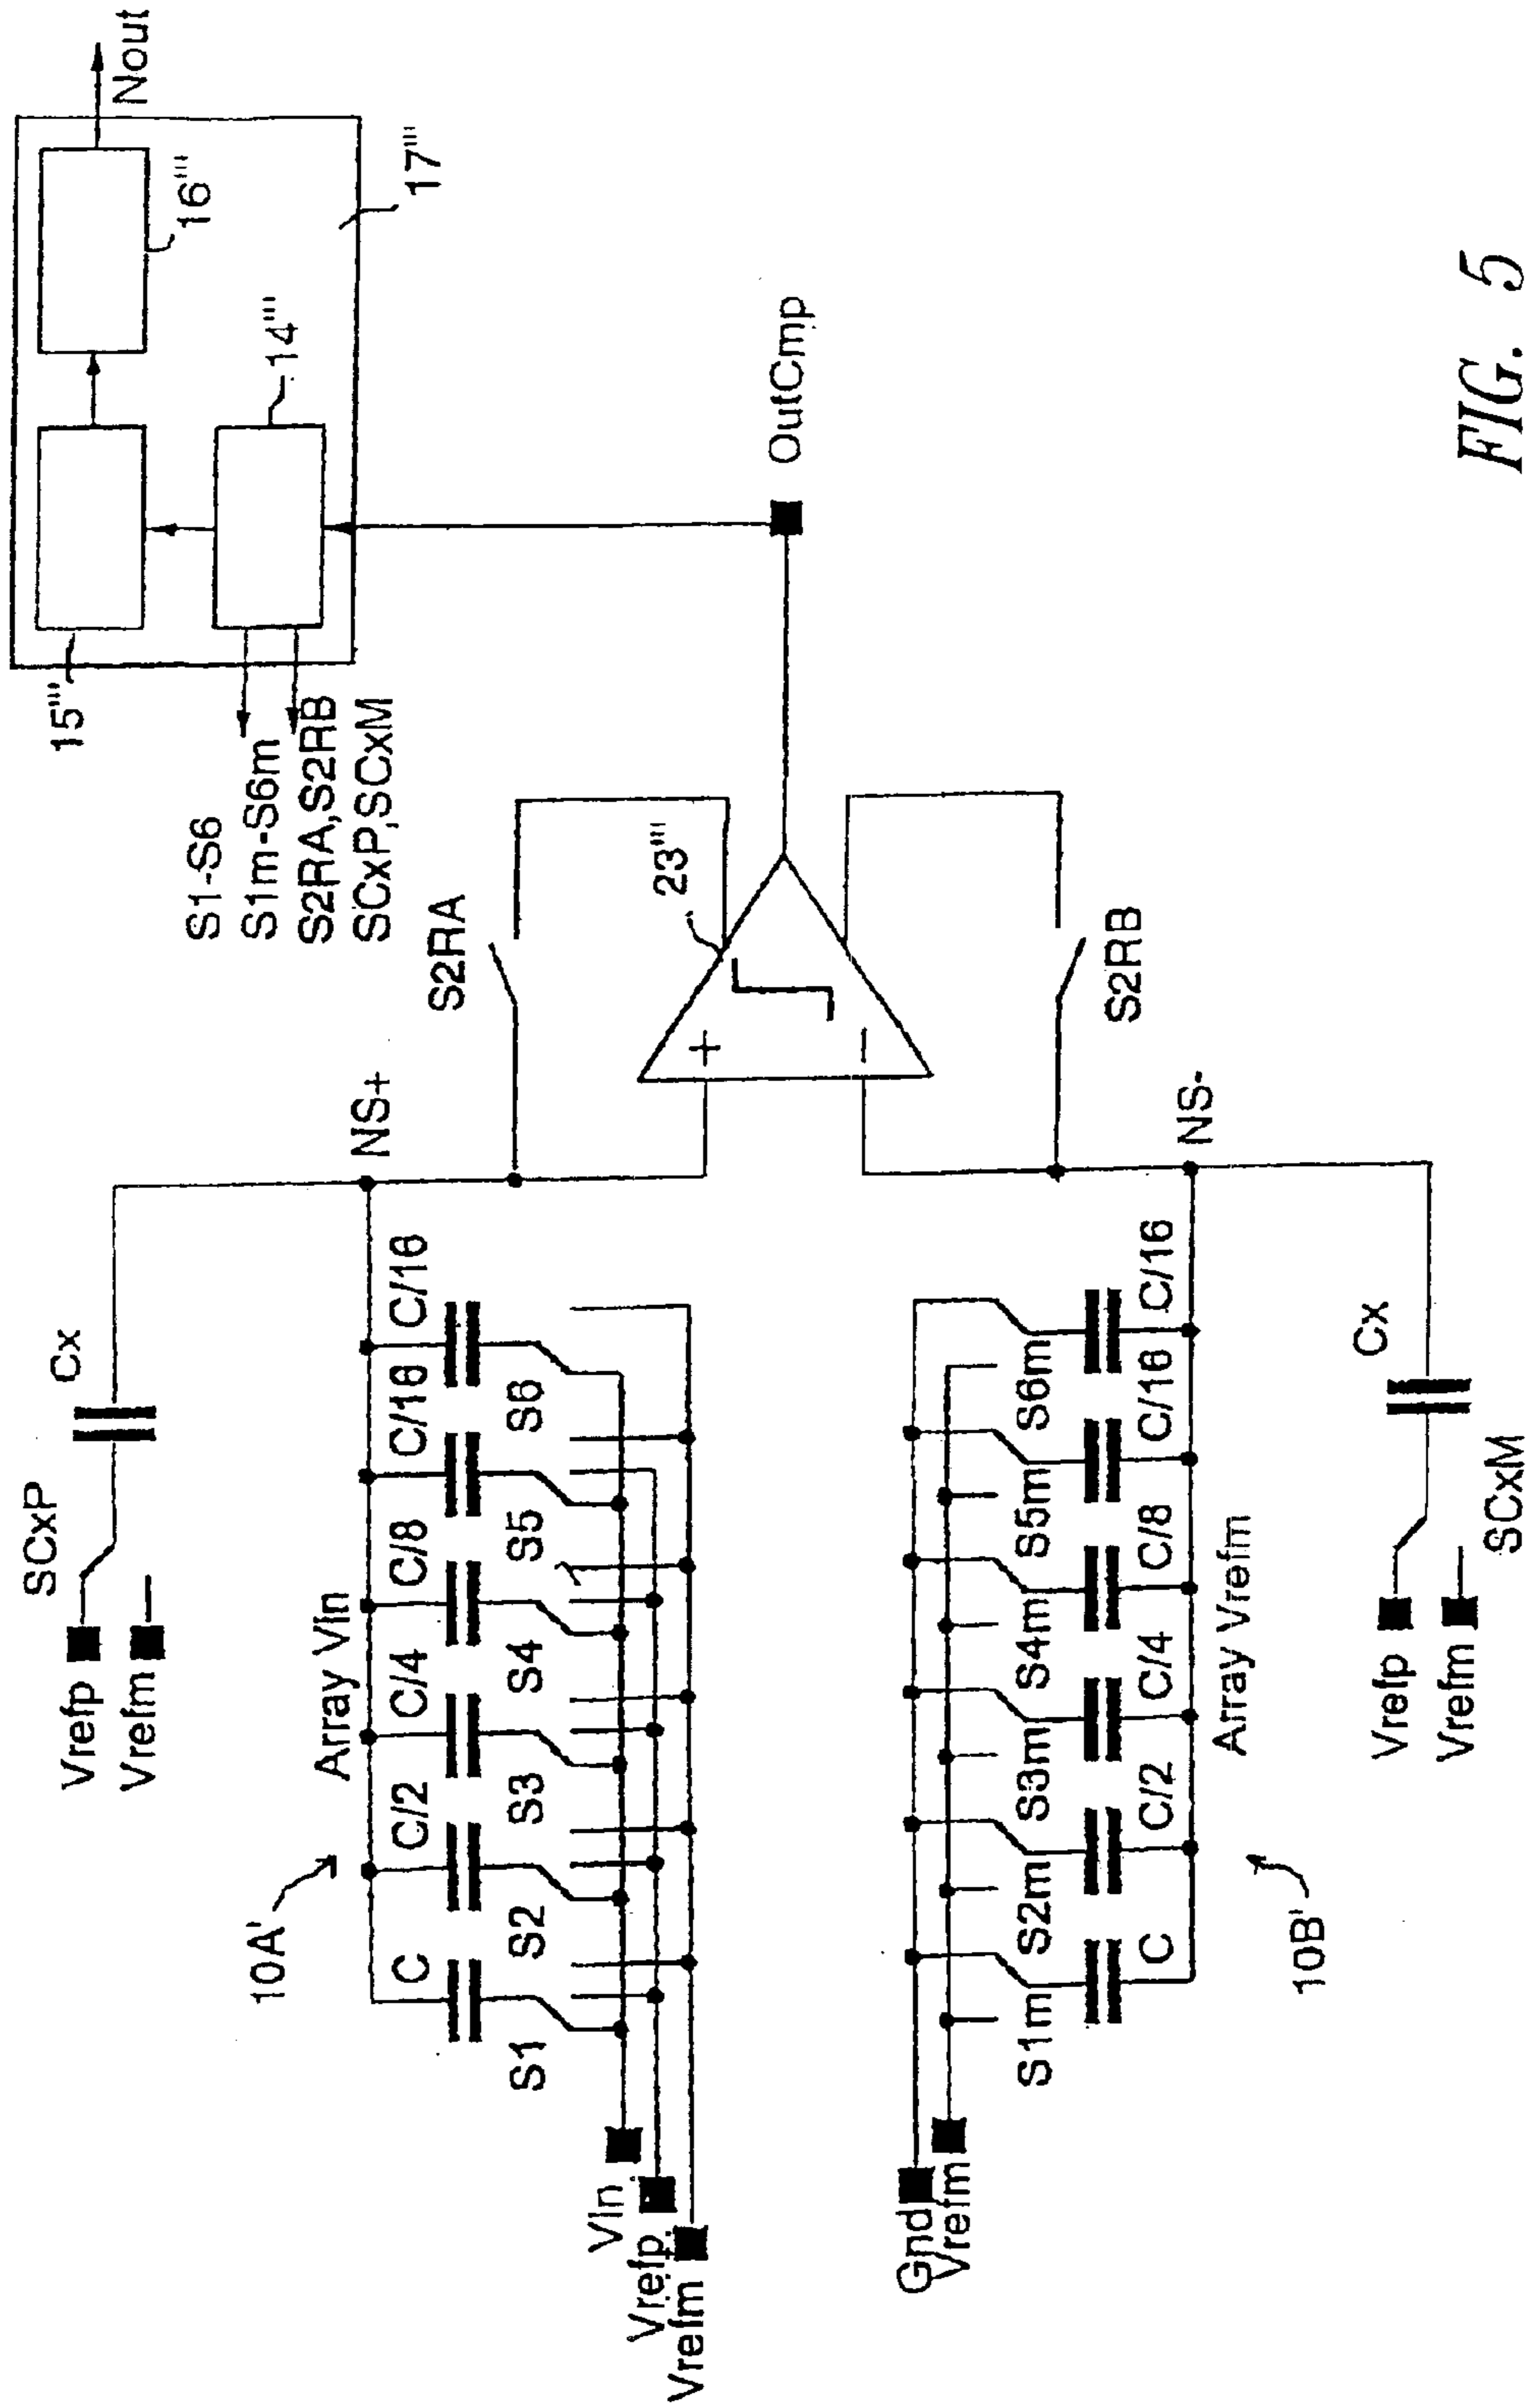 Nout
16'''
17'''
14'''
15'''
S1-S6
S1m-S6m
S2RA,S2RB
SCxP,SCxM
OutCmp
S2RA
23'''
+
−
S2RB
NS+
NS-
SCxP
Cx
Vrefp
Vrefm
10A'
Array Vin
C
C/2
C/4
C/8
C/16
C/16
S1
S2
S3
S4
S5
S6
Vin
Vrefp
Vrefm
Gnd
Vrefm
S1m
S2m
S3m
S4m
S5m
S6m
C
C/2
C/4
C/8
C/16
C/16
10B'
Array Vrefm
Cx
Vrefp
Vrefm
SCxM
FIG. 5